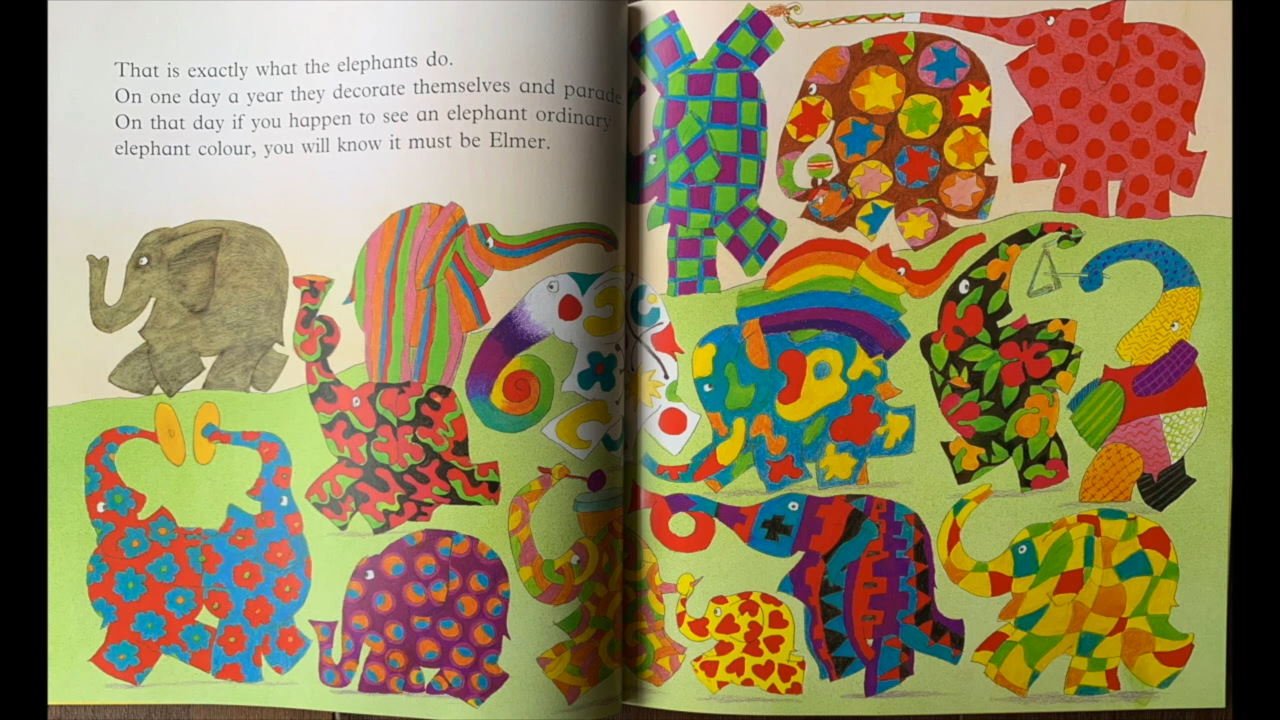 That is exactly what the elephants do.
On one day a year they decorate themselves and parade
On that day if you happen to see an elephant ordinary
elephant colour, you will know it must be Elmer.